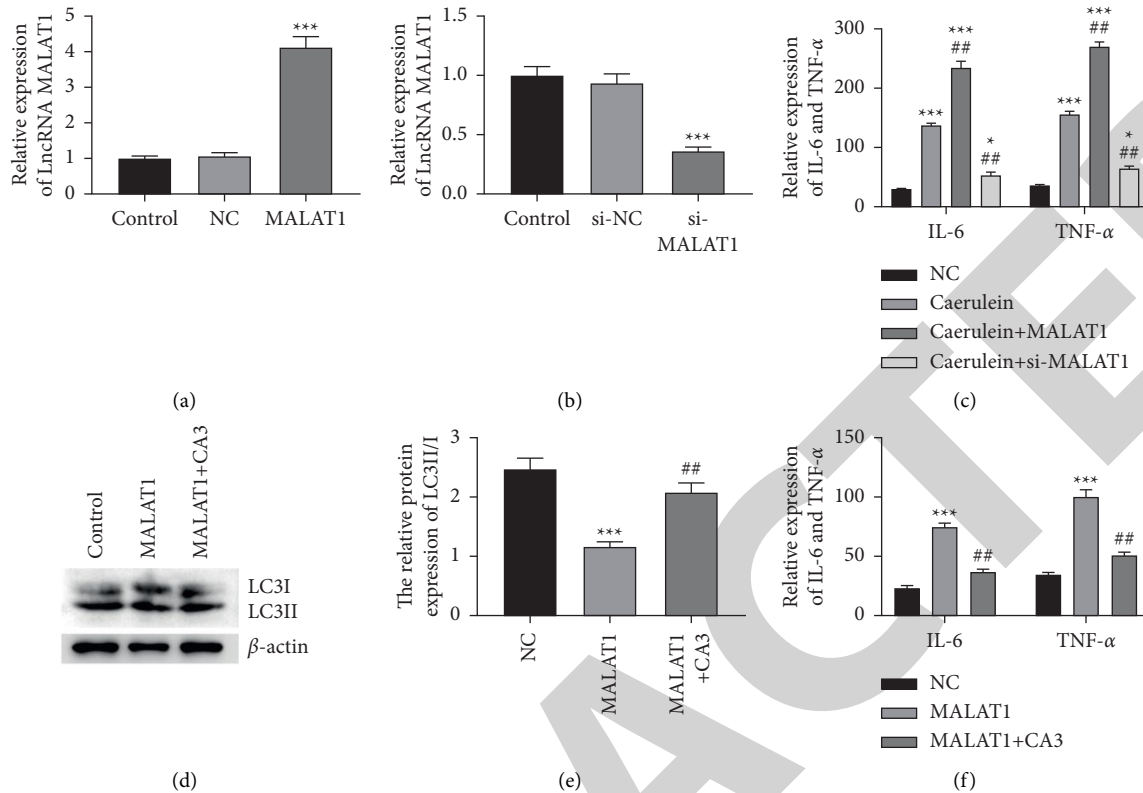 Relative expression
of LncRNA MALAT1
5
4
3
2
1
0
***
Control
NC
MALAT1
(a)
Relative expression
of LncRNA MALAT1
1.5
1.0
0.5
0.0
***
Control
si-NC
si-
MALAT1
(b)
Relative expression
of IL-6 and TNF-α
300
200
100
0
***
***
##
*
##
***
***
##
*
##
IL-6
TNF-α
NC
Caerulein
Caerulein+MALAT1
Caerulein+si-MALAT1
(c)
Control
MALAT1
MALAT1+CA3
LC3I
LC3II
β-actin
(d)
The relative protein
expression of LC3II/I
3
2
1
0
***
##
NC
MALAT1
MALAT1
+CA3
(e)
Relative expression
of IL-6 and TNF-α
150
100
50
0
***
##
***
##
IL-6
TNF-α
NC
MALAT1
MALAT1+CA3
(f)